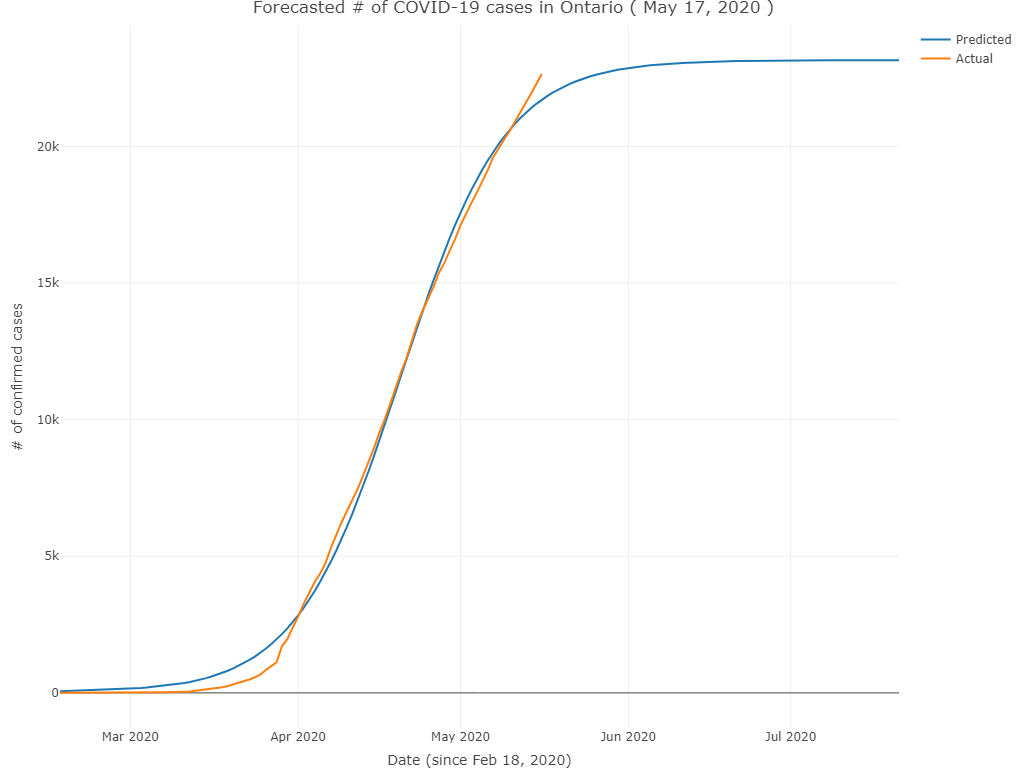 Forecasted # of COVID-19 cases in Ontario ( May 17, 2020 )
Predicted
Actual
20k
15k
10k
5k
0
# of confirmed cases
Mar 2020
Apr 2020
May 2020
Jun 2020
Jul 2020
Date (since Feb 18, 2020)